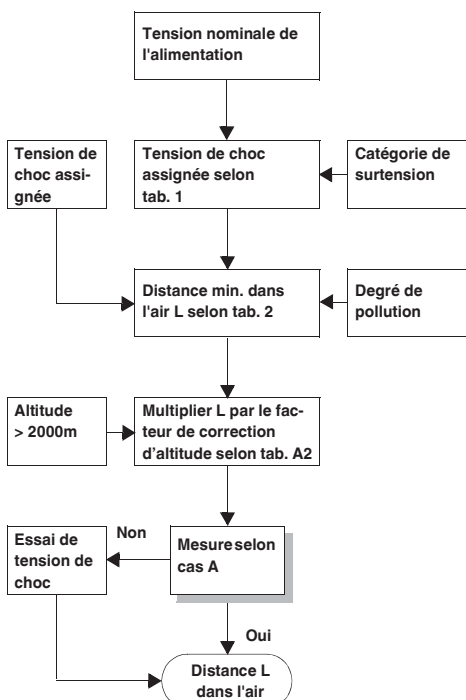 Tension nominale de
l'alimentation
Tension de
choc assi-
gnée
Tension de choc
assignée selon
tab. 1
Catégorie de
surtension
Distance min. dans
l'air L selon tab. 2
Degré de
pollution
Altitude
> 2000m
Multiplier L par le fac-
teur de correction
d’altitude selon tab. A2
Essai de
tension de
choc
Non
Mesure selon
cas A
Oui
Distance L
dans l'air